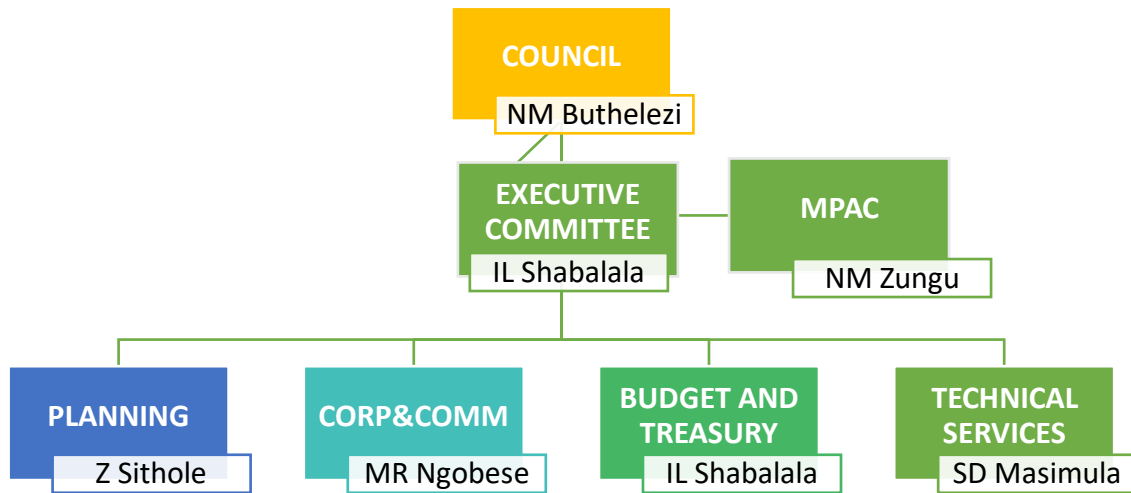 COUNCIL
NM Buthelezi
EXECUTIVE
COMMITTEE
IL Shabalala
MPAC
NM Zungu
PLANNING
Z Sithole
CORP&COMM
MR Ngobese
BUDGET AND
TREASURY
IL Shabalala
TECHNICAL
SERVICES
SD Masimula